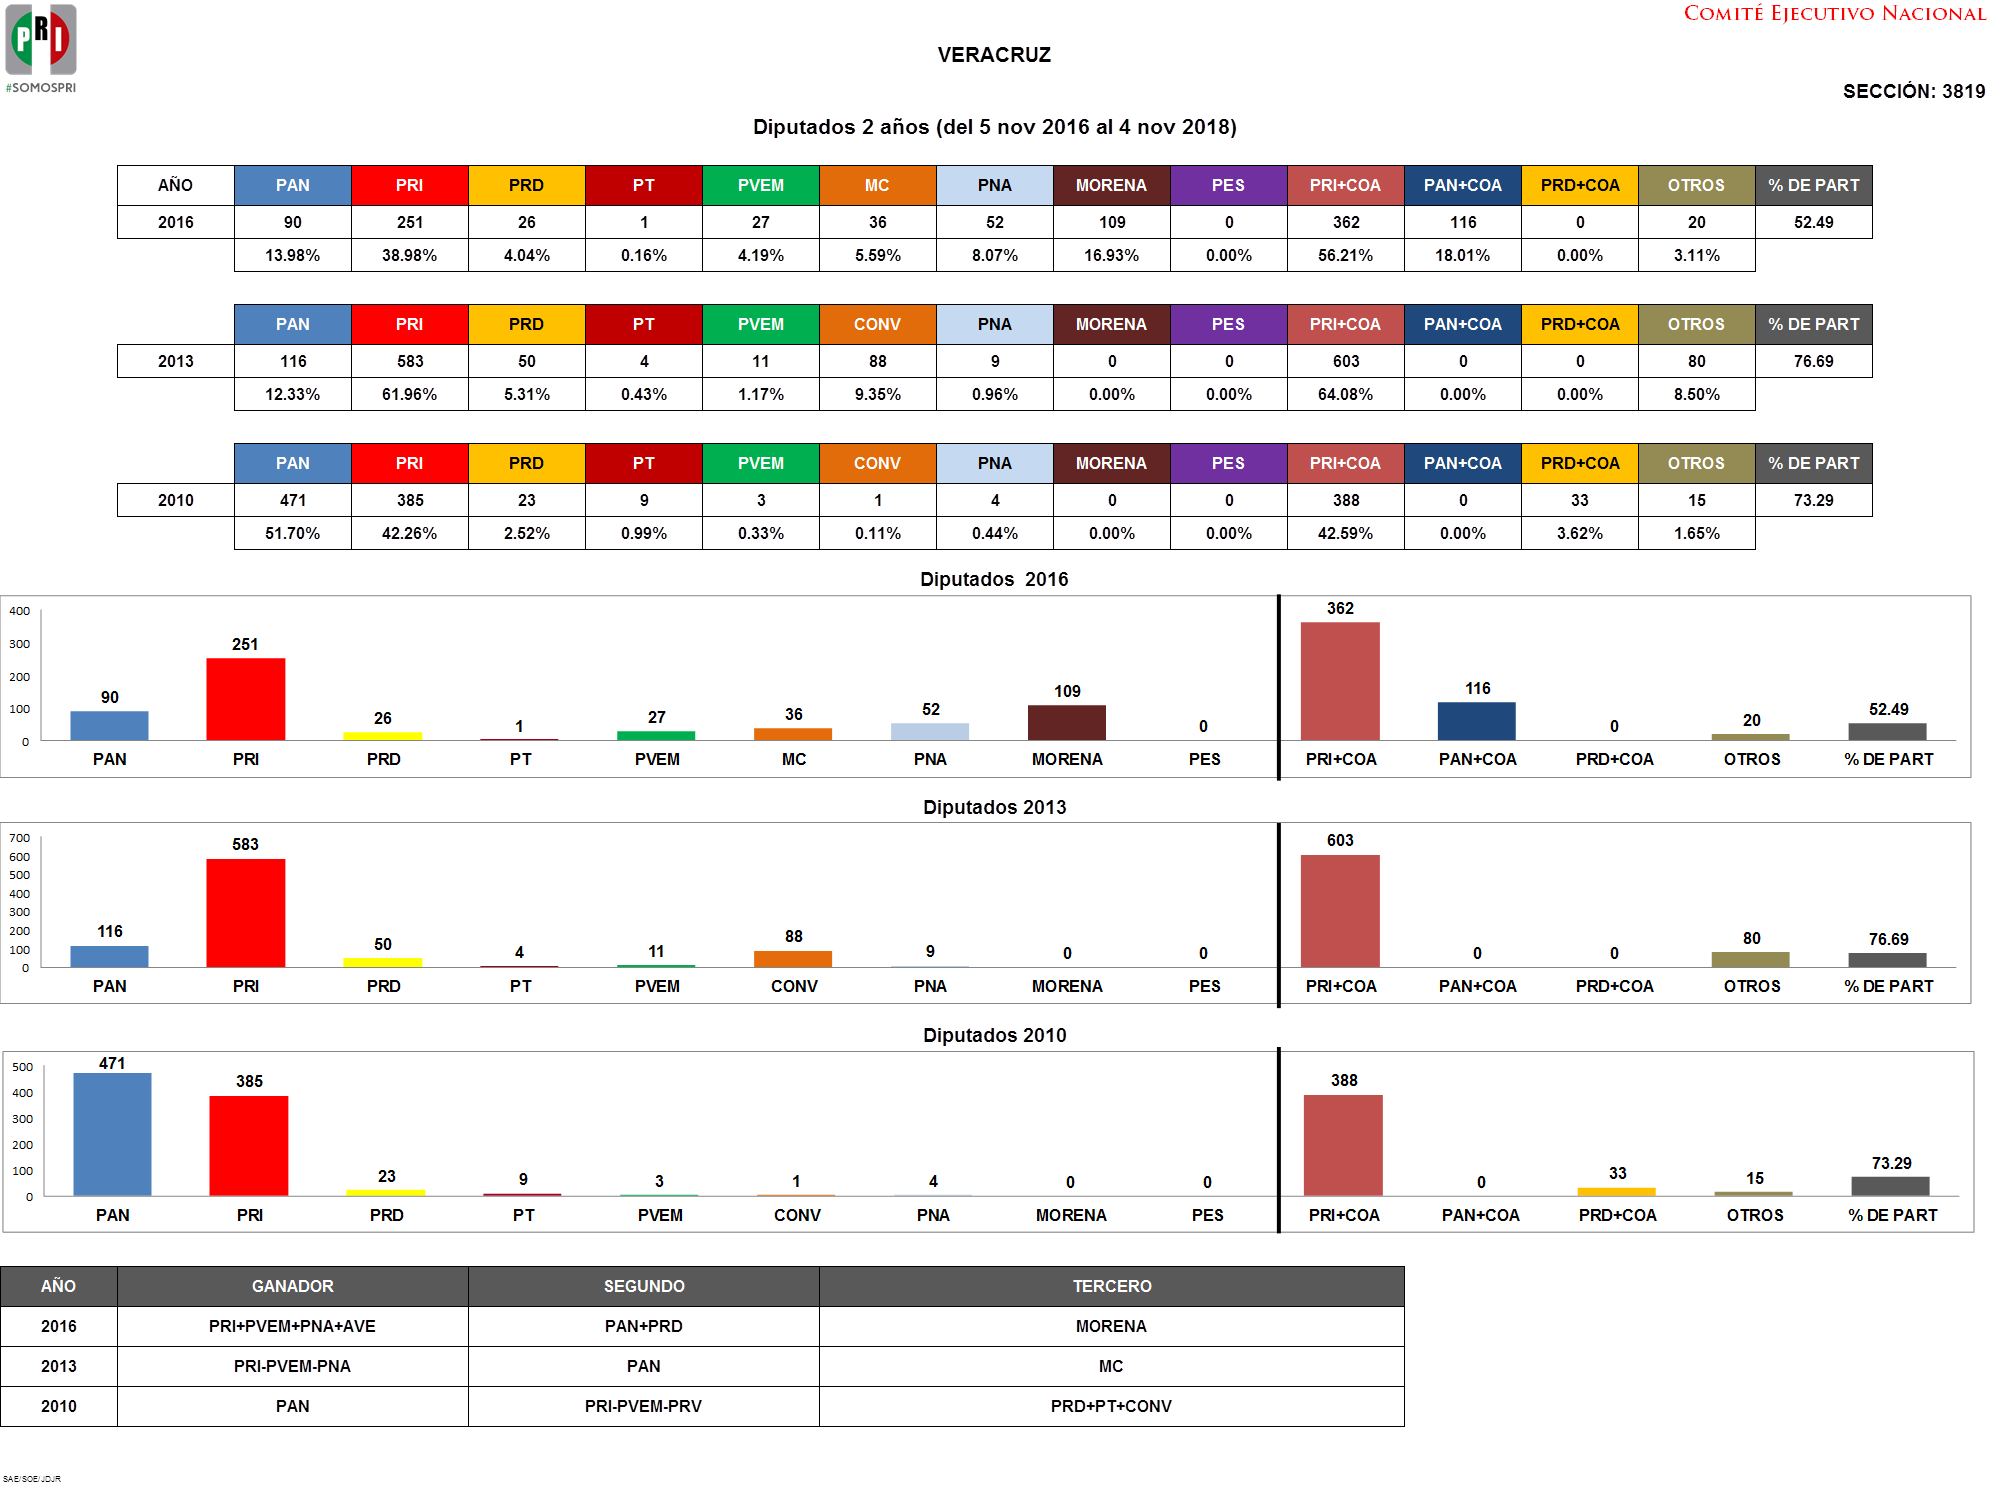 COMITÉ EJECUTIVO NACIONAL
PRI
#SOMOSPRI
VERACRUZ
SECCIÓN: 3819
Diputados 2 años (del 5 nov 2016 al 4 nov 2018)
AÑO PAN PRI PRD PT PVEM MC PNA MORENA PES PRI+COA PAN+COA PRD+COA OTROS % DE PART
2016 90 251 26 1 27 36 52 109 0 362 116 0 20 52.49
13.98% 38.98% 4.04% 0.16% 4.19% 5.59% 8.07% 16.93% 0.00% 56.21% 18.01% 0.00% 3.11%
PAN PRI PRD PT PVEM CONV PNA MORENA PES PRI+COA PAN+COA PRD+COA OTROS % DE PART
2013 116 583 50 4 11 88 9 0 0 603 0 0 80 76.69
12.33% 61.96% 5.31% 0.43% 1.17% 9.35% 0.96% 0.00% 0.00% 64.08% 0.00% 0.00% 8.50%
PAN PRI PRD PT PVEM CONV PNA MORENA PES PRI+COA PAN+COA PRD+COA OTROS % DE PART
2010 471 385 23 9 3 1 4 0 0 388 0 33 15 73.29
51.70% 42.26% 2.52% 0.99% 0.33% 0.11% 0.44% 0.00% 0.00% 42.59% 0.00% 3.62% 1.65%
Diputados 2016
400
300
200
100
0
90 251 26 1 27 36 52 109 0 362 116 0 20 52.49
PAN PRI PRD PT PVEM MC PNA MORENA PES PRI+COA PAN+COA PRD+COA OTROS % DE PART
Diputados 2013
700
600
500
400
300
200
100
0
116 583 50 4 11 88 9 0 0 603 0 0 80 76.69
PAN PRI PRD PT PVEM CONV PNA MORENA PES PRI+COA PAN+COA PRD+COA OTROS % DE PART
Diputados 2010
500
400
300
200
100
0
471 385 23 9 3 1 4 0 0 388 0 33 15 73.29
PAN PRI PRD PT PVEM CONV PNA MORENA PES PRI+COA PAN+COA PRD+COA OTROS % DE PART
AÑO GANADOR SEGUNDO TERCERO
2016 PRI+PVEM+PNA+AVE PAN+PRD MORENA
2013 PRI-PVEM-PNA PAN MC
2010 PAN PRI-PVEM-PRV PRD+PT+CONV
SAE/SOE/JDJR